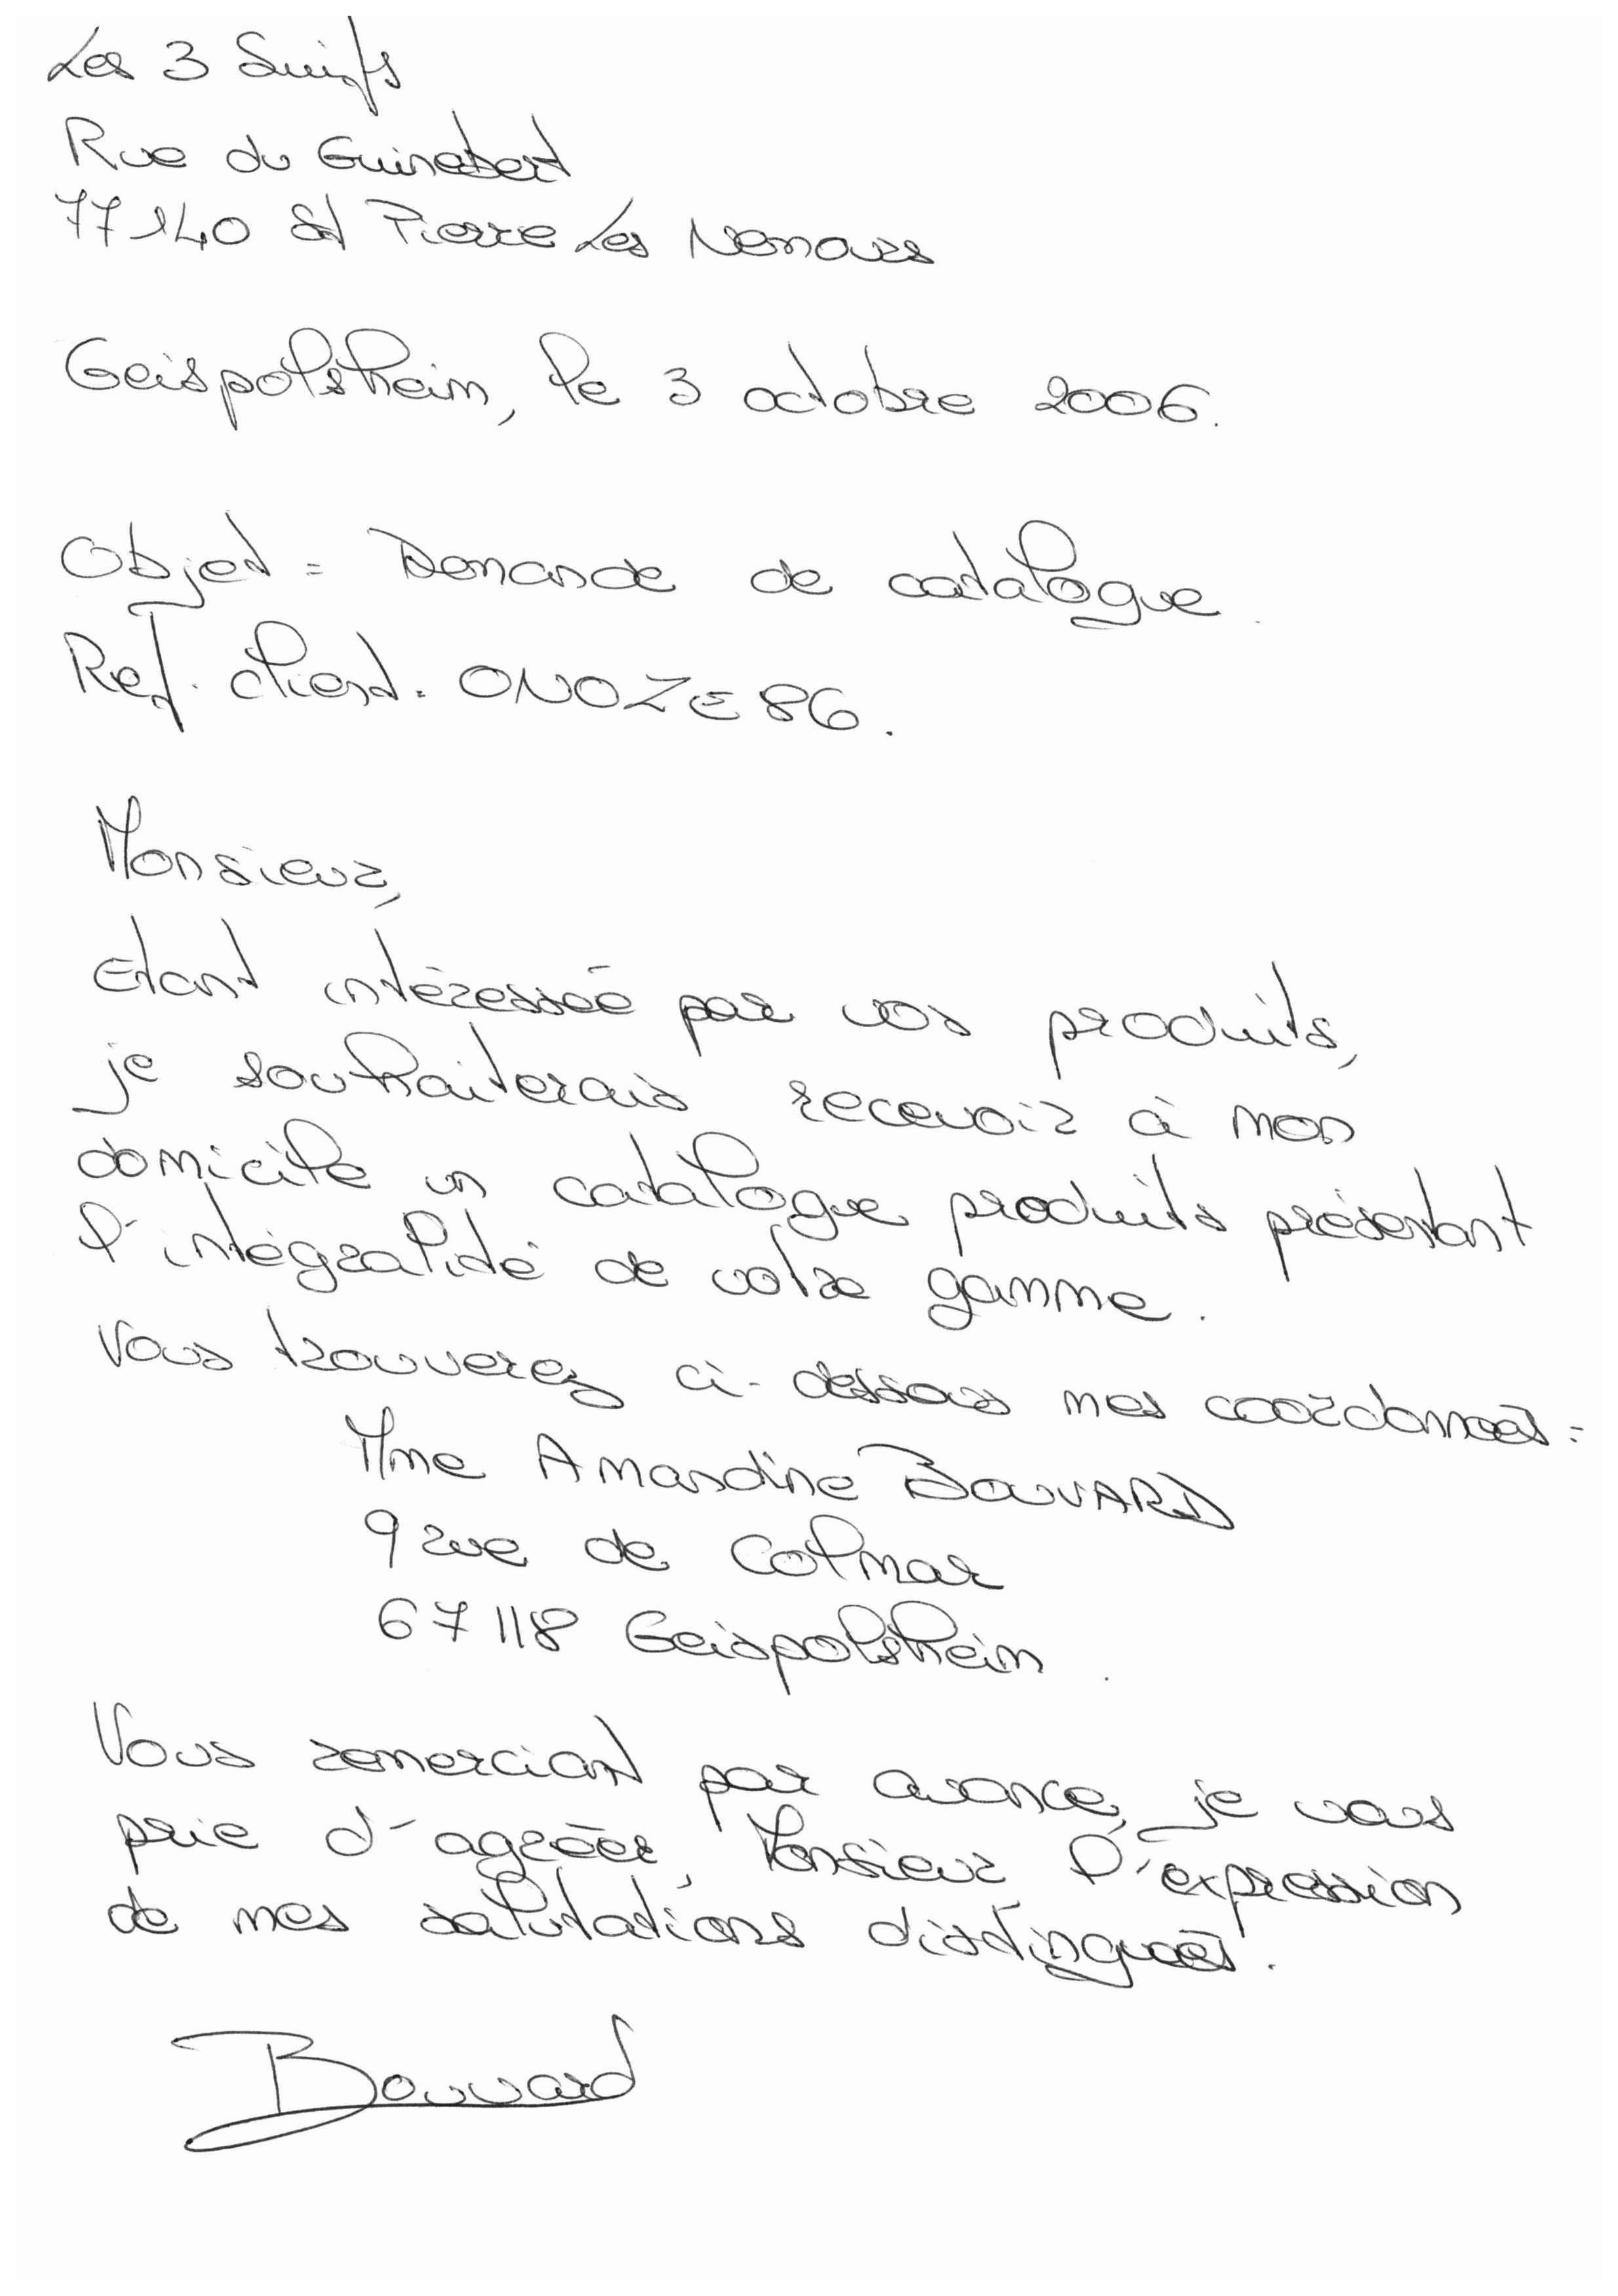 Les 3 Suifs
Rue du Guinebert
77140 St Pierre Les Nemours
Geispolsheim, le 3 octobre 2006.
Objet : Demande de catalogue.
Ref. client : ONOZE86.
Monsieur,
Etant intéressée par vos produits,
je souhaiterais recevoir à mon
domicile un catalogue produits présentant
l'intégralité de votre gamme.
Vous trouverez ci-dessous mes coordonnées :
Mme Amandine BOUVARD
9 rue de Colmar
67118 Geispolsheim.
Vous remerciant par avance, je vous
prie d'agréer, Monsieur, l'expression
de mes salutations distinguées.
Bouvard